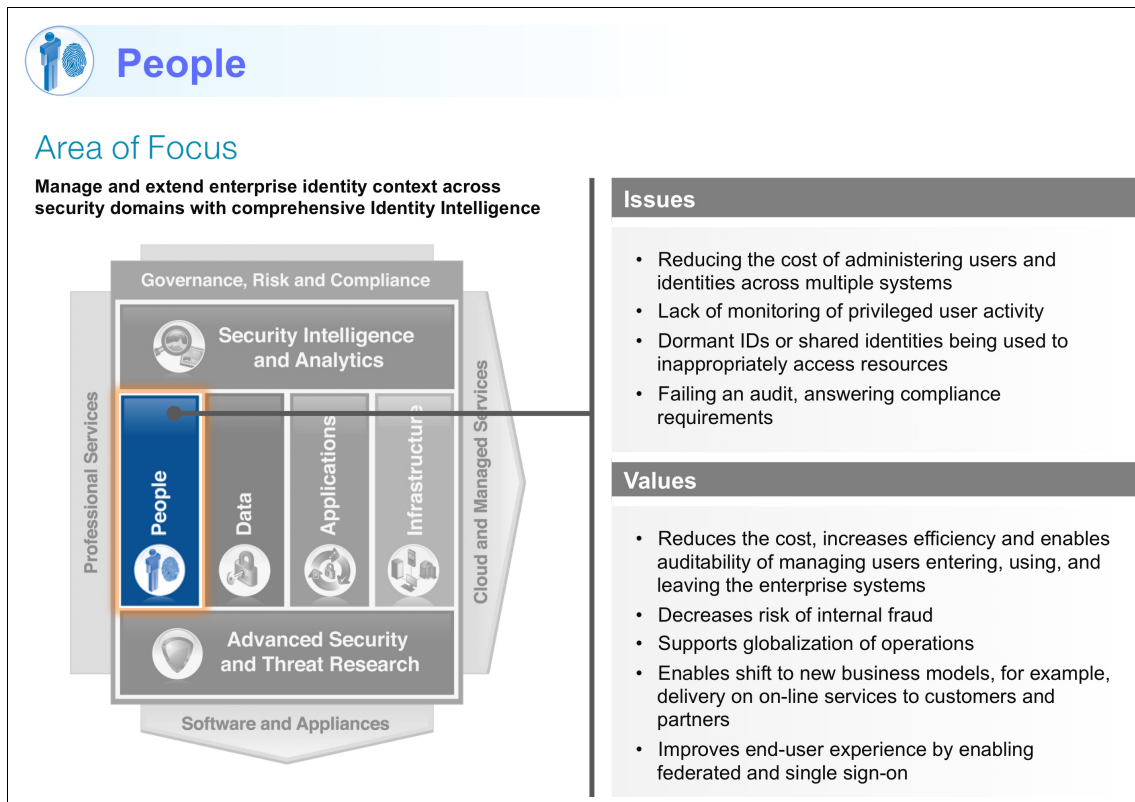 People
Area of Focus
Manage and extend enterprise identity context across
security domains with comprehensive Identity Intelligence
Governance, Risk and Compliance
Security Intelligence
and Analytics
Professional Services
People
Data
Applications
Infrastructure
Cloud and Managed Services
Advanced Security
and Threat Research
Software and Appliances
Issues
• Reducing the cost of administering users and
identities across multiple systems
• Lack of monitoring of privileged user activity
• Dormant IDs or shared identities being used to
inappropriately access resources
• Failing an audit, answering compliance
requirements
Values
• Reduces the cost, increases efficiency and enables
auditability of managing users entering, using, and
leaving the enterprise systems
• Decreases risk of internal fraud
• Supports globalization of operations
• Enables shift to new business models, for example,
delivery on on-line services to customers and
partners
• Improves end-user experience by enabling
federated and single sign-on